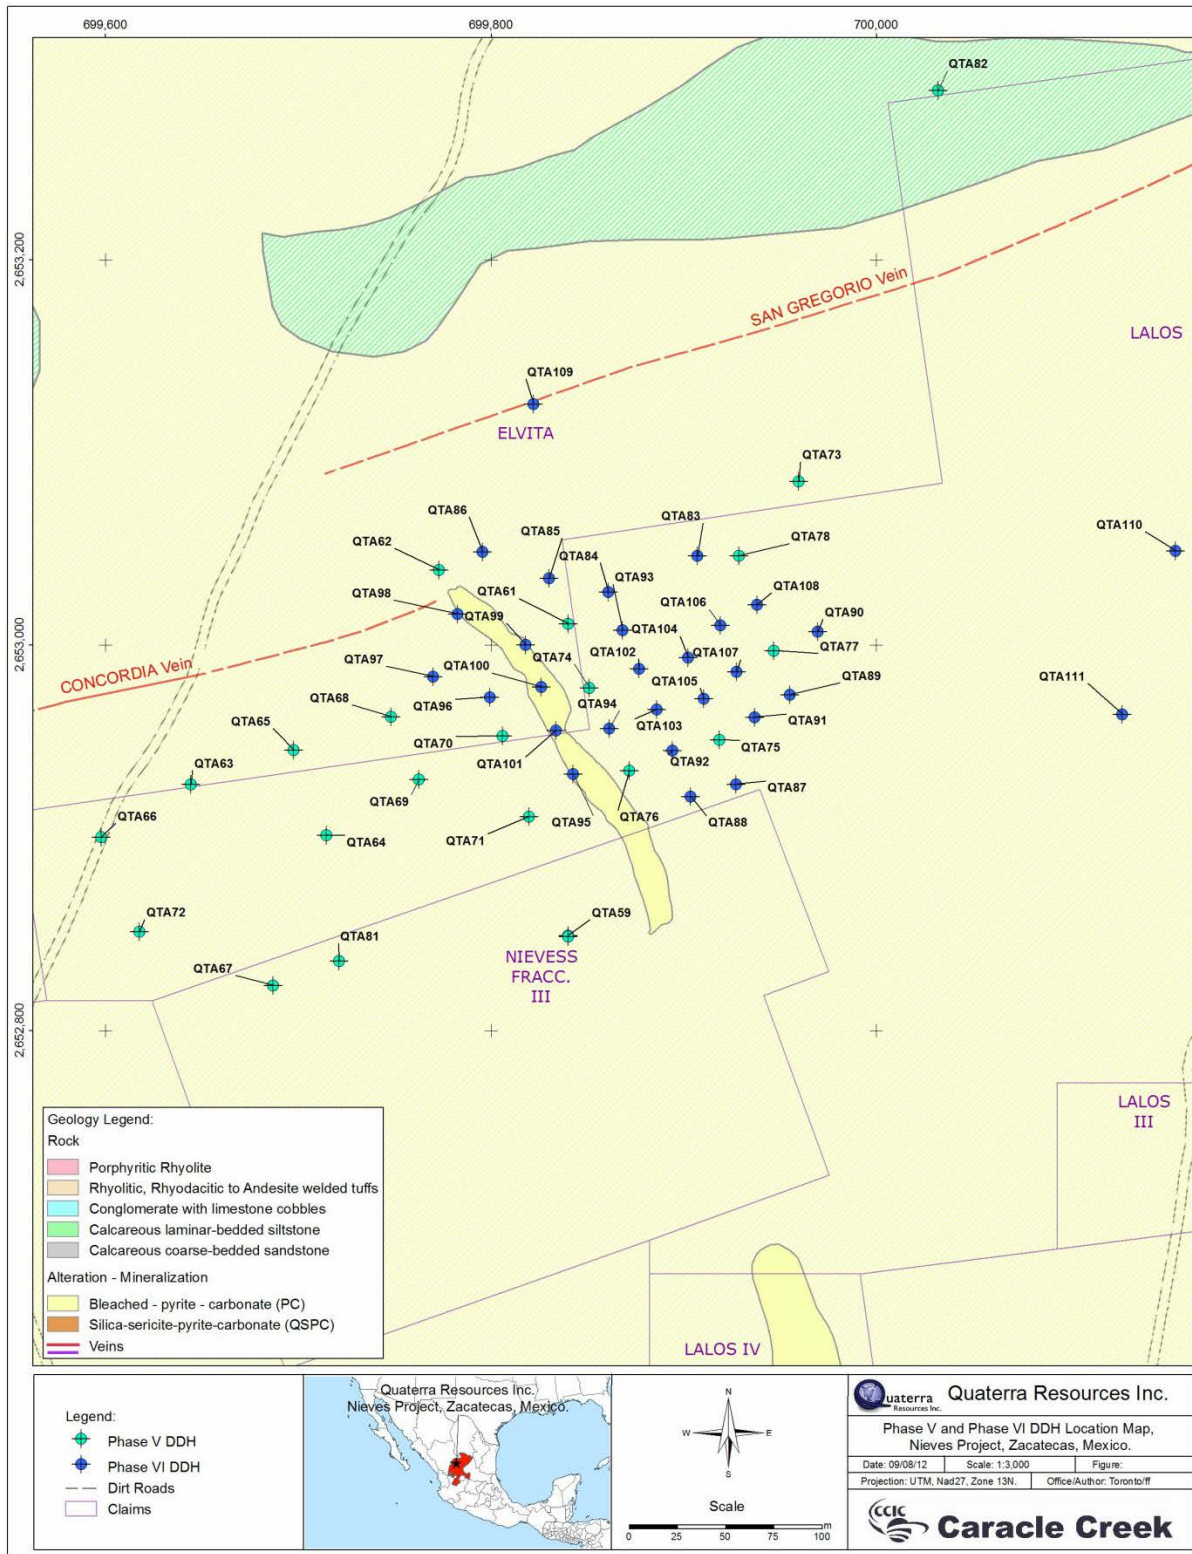 699,600
699,800
700,000
QTA82
2,653,200
SAN GREGORIO Vein
LALOS
QTA109
ELVITA
QTA73
QTA86
QTA85
QTA83
QTA110
QTA62
QTA84
QTA78
QTA93
QTA98
QTA61
QTA108
QTA99
QTA106
QTA90
2,653,000
QTA104
QTA97
QTA100
QTA74
QTA102
QTA107
QTA77
CONCORDIA Vein
QTA111
QTA68
QTA96
QTA94
QTA105
QTA89
QTA65
QTA103
QTA91
QTA70
QTA63
QTA101
QTA92
QTA75
QTA69
QTA87
QTA66
QTA64
QTA71
QTA95
QTA76
QTA88
QTA72
QTA59
QTA81
NIEVESS
FRACC.
III
QTA67
2,652,800
LALOS
III
LALOS IV
Geology Legend:
Rock
Porphyritic Rhyolite
Rhyolitic, Rhyodacitic to Andesite welded tuffs
Conglomerate with limestone cobbles
Calcareous laminar-bedded siltstone
Calcareous coarse-bedded sandstone
Alteration - Mineralization
Bleached - pyrite - carbonate (PC)
Silica-sericite-pyrite-carbonate (QSPC)
Veins
Legend:
Phase V DDH
Phase VI DDH
Dirt Roads
Claims
Quaterra Resources Inc.
Nieves Project, Zacatecas, Mexico.
N
W E
S
Scale
0 25 50 75 100
m
Quaterra
Resources Inc.
Quaterra Resources Inc.
Phase V and Phase VI DDH Location Map,
Nieves Project, Zacatecas, Mexico.
Date: 09/08/12 Scale: 1:3,000 Figure:
Projection: UTM, Nad27, Zone 13N. Office/Author: Toronto/ff
CCIC
Caracle Creek